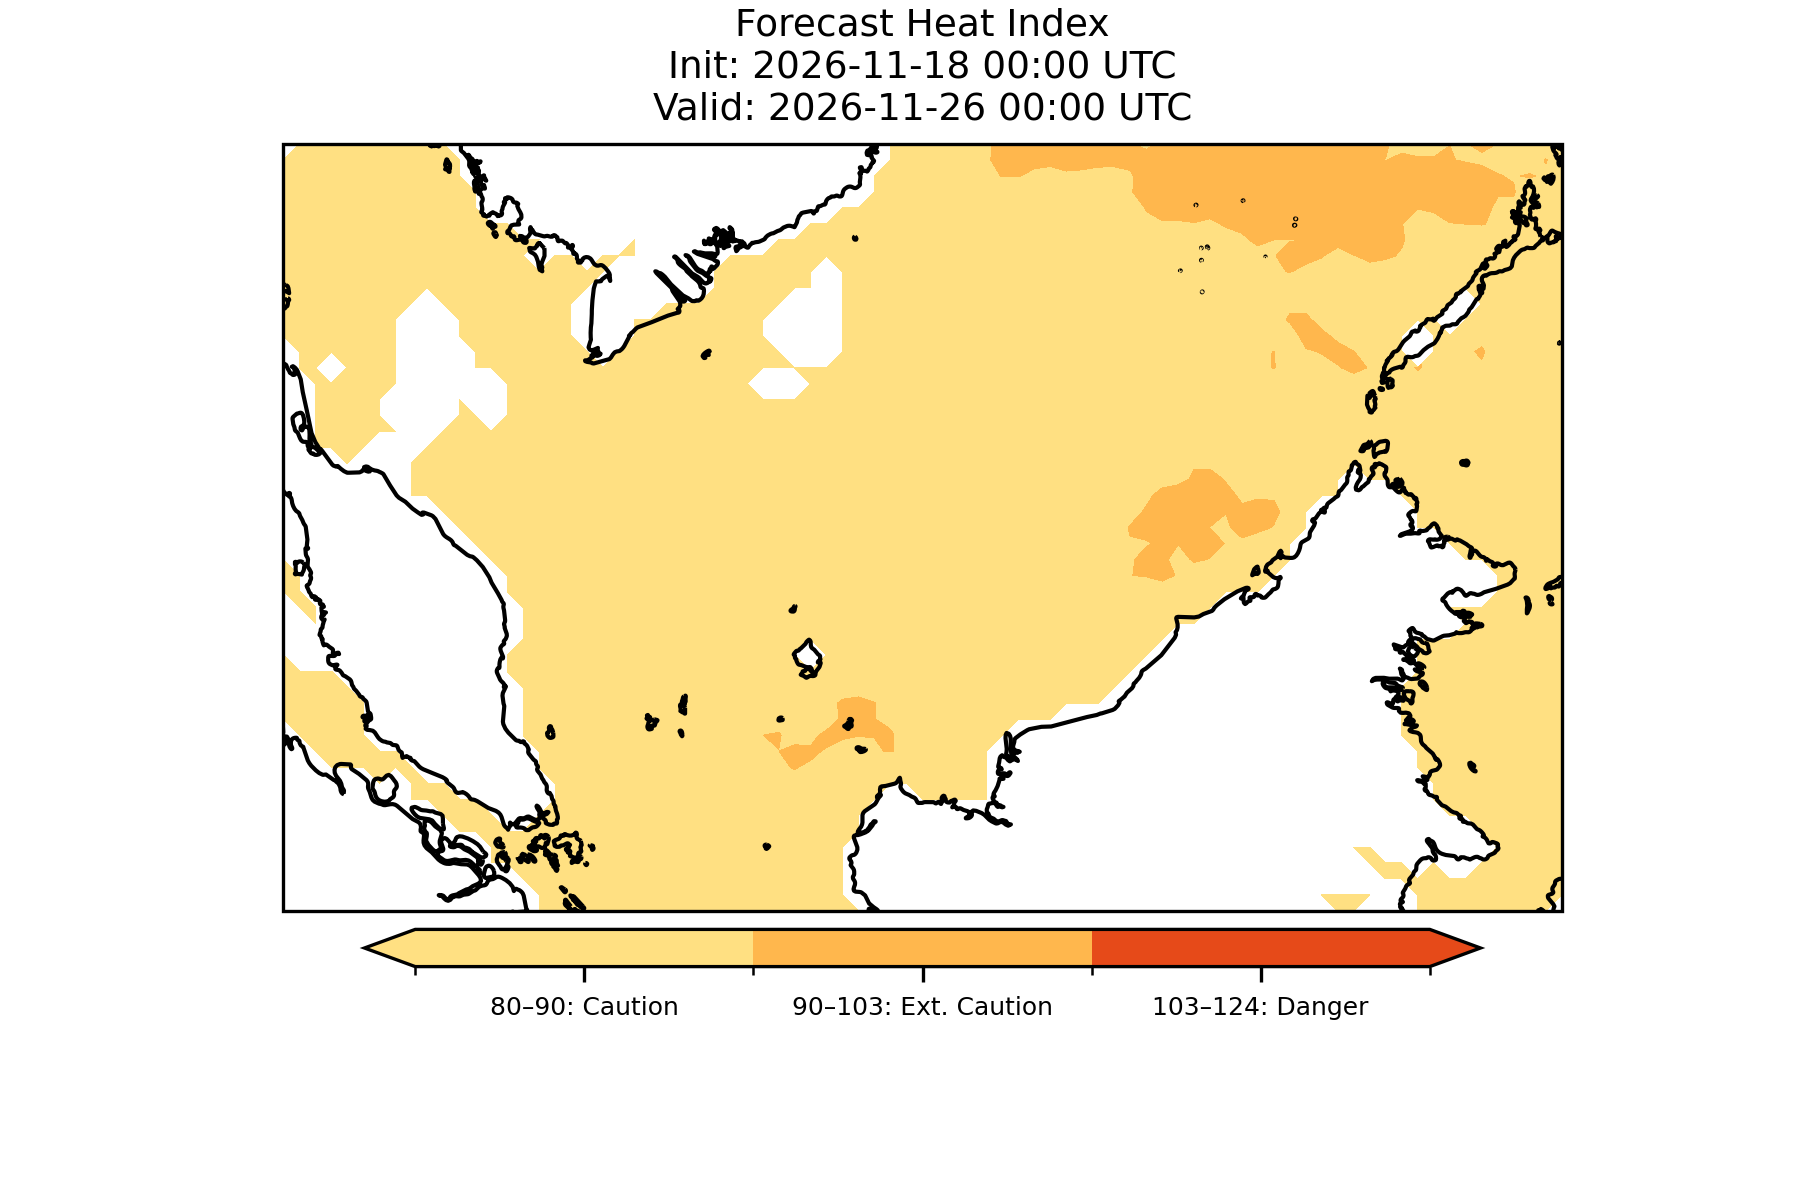 Forecast Heat Index
Init: 2026-11-18 00:00 UTC
Valid: 2026-11-26 00:00 UTC
80–90: Caution
90–103: Ext. Caution
103–124: Danger